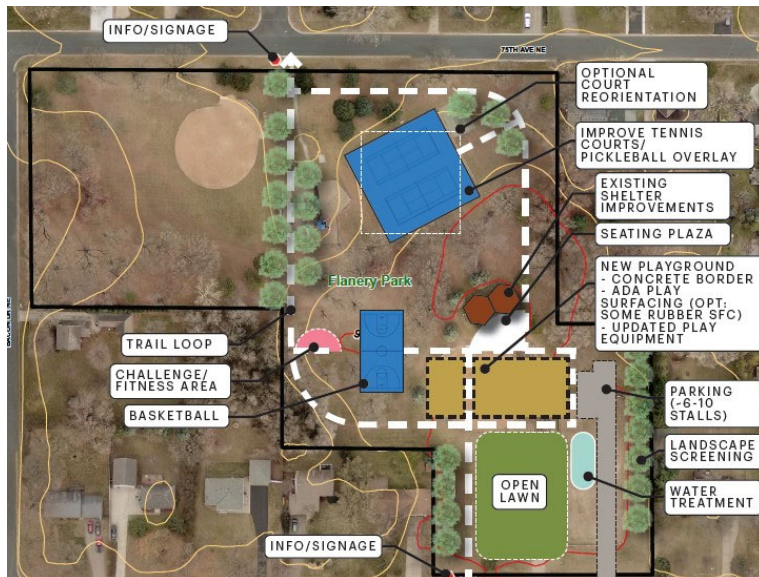 INFO/SIGNAGE
75TH AVE NE
OPTIONAL
COURT
REORIENTATION
IMPROVE TENNIS
COURTS/
PICKLEBALL OVERLAY
EXISTING
SHELTER
IMPROVEMENTS
SEATING PLAZA
NEW PLAYGROUND
- CONCRETE BORDER
- ADA PLAY
SURFACING (OPT:
SOME RUBBER SFC)
- UPDATED PLAY
EQUIPMENT
Flanery Park
TRAIL LOOP
CHALLENGE/
FITNESS AREA
BASKETBALL
PARKING
(~6-10
STALLS)
LANDSCAPE
SCREENING
WATER
TREATMENT
OPEN
LAWN
INFO/SIGNAGE